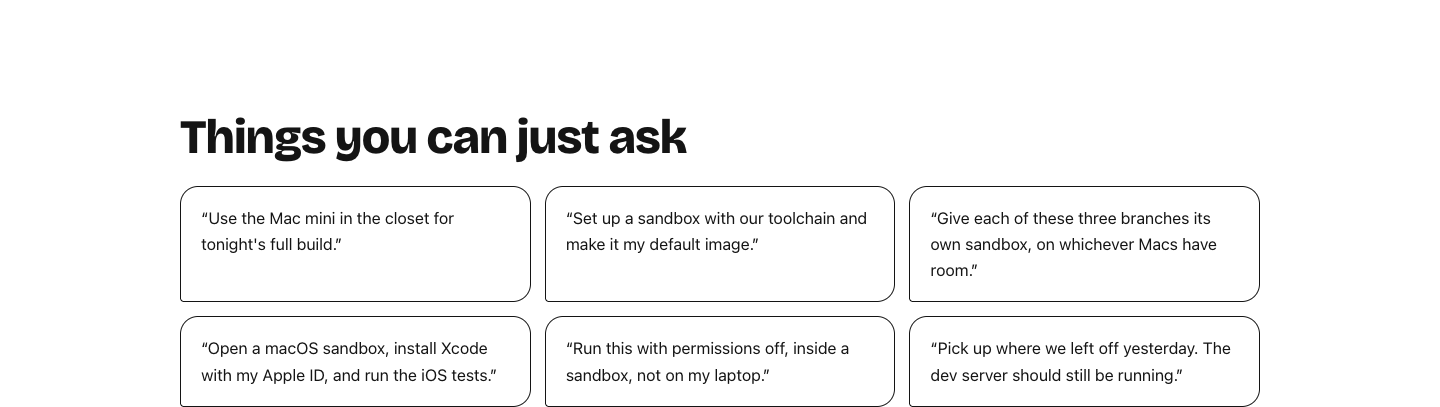 Things you can just ask
“Use the Mac mini in the closet for
tonight's full build.”
“Set up a sandbox with our toolchain and
make it my default image.”
“Give each of these three branches its
own sandbox, on whichever Macs have
room.”
“Open a macOS sandbox, install Xcode
with my Apple ID, and run the iOS tests.”
“Run this with permissions off, inside a
sandbox, not on my laptop.”
“Pick up where we left off yesterday. The
dev server should still be running.”